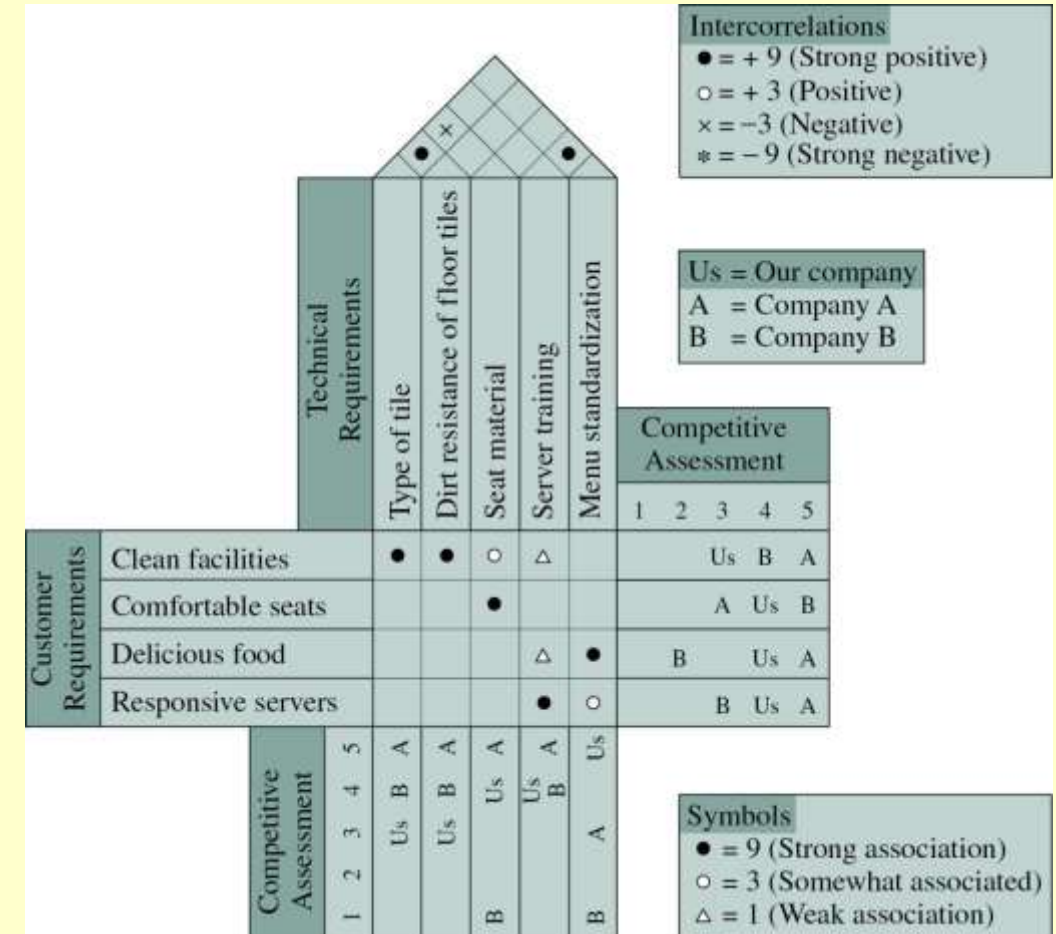 Intercorrelations
● = + 9 (Strong positive)
○ = + 3 (Positive)
× = −3 (Negative)
* = − 9 (Strong negative)
Us = Our company
A = Company A
B = Company B
Technical
Requirements
Type of tile
Dirt resistance of floor tiles
Seat material
Server training
Menu standardization
Competitive
Assessment
1 2 3 4 5
Customer
Requirements
Clean facilities ● ● ○ △ Us B A
Comfortable seats ● A Us B
Delicious food △ ● B Us A
Responsive servers ● ○ B Us A
Competitive
Assessment
1 2 3 4 5
Us B A
Us B A
B Us A
Us B A
B A Us
Symbols
● = 9 (Strong association)
○ = 3 (Somewhat associated)
△ = 1 (Weak association)